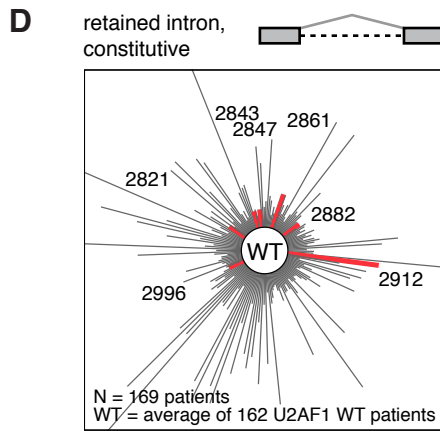 D
retained intron,
constitutive
2843
2847
2861
2821
2882
WT
2912
2996
N = 169 patients
WT = average of 162 U2AF1 WT patients